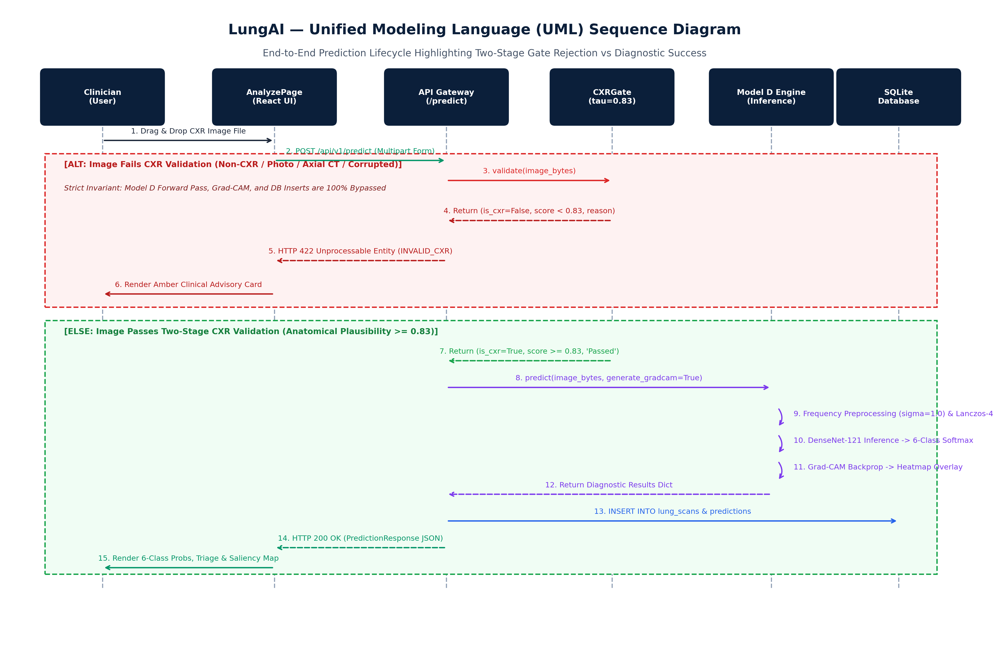 LungAI — Unified Modeling Language (UML) Sequence Diagram
End-to-End Prediction Lifecycle Highlighting Two-Stage Gate Rejection vs Diagnostic Success
Clinician
(User)
AnalyzePage
(React UI)
API Gateway
(/predict)
CXRGate
(tau=0.83)
Model D Engine
(Inference)
SQLite
Database
1. Drag & Drop CXR Image File
2. POST /api/v1/predict (Multipart Form)
[ALT: Image Fails CXR Validation (Non-CXR / Photo / Axial CT / Corrupted)]
3. validate(image_bytes)
Strict Invariant: Model D Forward Pass, Grad-CAM, and DB Inserts are 100% Bypassed
4. Return (is_cxr=False, score < 0.83, reason)
5. HTTP 422 Unprocessable Entity (INVALID_CXR)
6. Render Amber Clinical Advisory Card
[ELSE: Image Passes Two-Stage CXR Validation (Anatomical Plausibility >= 0.83)]
7. Return (is_cxr=True, score >= 0.83, 'Passed')
8. predict(image_bytes, generate_gradcam=True)
9. Frequency Preprocessing (sigma=1.0) & Lanczos-4
10. DenseNet-121 Inference -> 6-Class Softmax
11. Grad-CAM Backprop -> Heatmap Overlay
12. Return Diagnostic Results Dict
13. INSERT INTO lung_scans & predictions
14. HTTP 200 OK (PredictionResponse JSON)
15. Render 6-Class Probs, Triage & Saliency Map